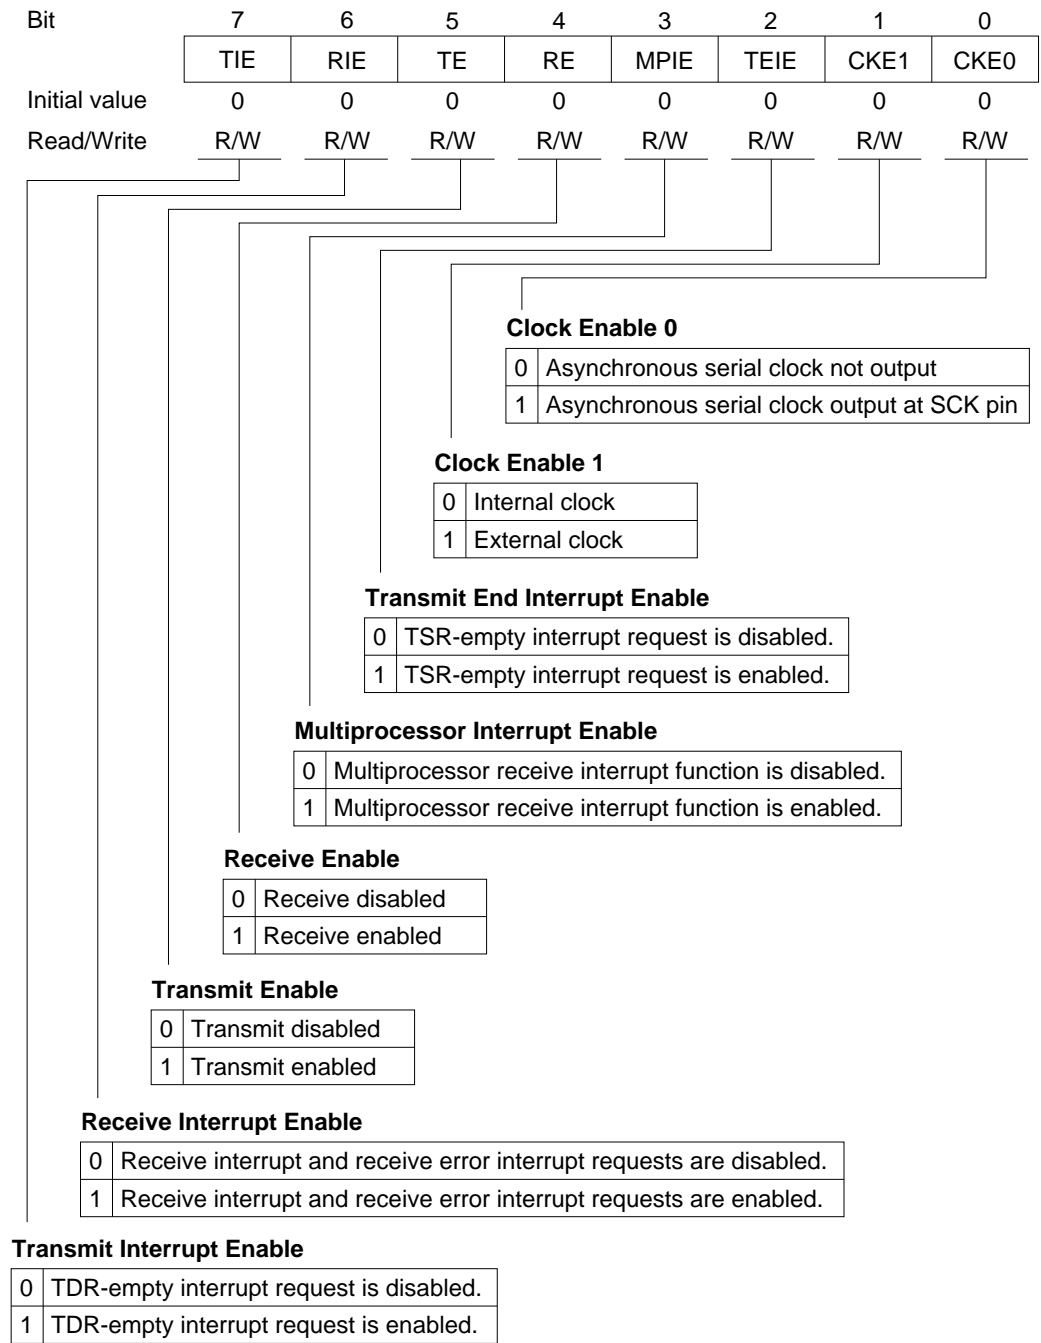 Bit 7 6 5 4 3 2 1 0
TIE RIE TE RE MPIE TEIE CKE1 CKE0
Initial value 0 0 0 0 0 0 0 0
Read/Write R/W R/W R/W R/W R/W R/W R/W R/W
Clock Enable 0
0 Asynchronous serial clock not output
1 Asynchronous serial clock output at SCK pin
Clock Enable 1
0 Internal clock
1 External clock
Transmit End Interrupt Enable
0 TSR-empty interrupt request is disabled.
1 TSR-empty interrupt request is enabled.
Multiprocessor Interrupt Enable
0 Multiprocessor receive interrupt function is disabled.
1 Multiprocessor receive interrupt function is enabled.
Receive Enable
0 Receive disabled
1 Receive enabled
Transmit Enable
0 Transmit disabled
1 Transmit enabled
Receive Interrupt Enable
0 Receive interrupt and receive error interrupt requests are disabled.
1 Receive interrupt and receive error interrupt requests are enabled.
Transmit Interrupt Enable
0 TDR-empty interrupt request is disabled.
1 TDR-empty interrupt request is enabled.